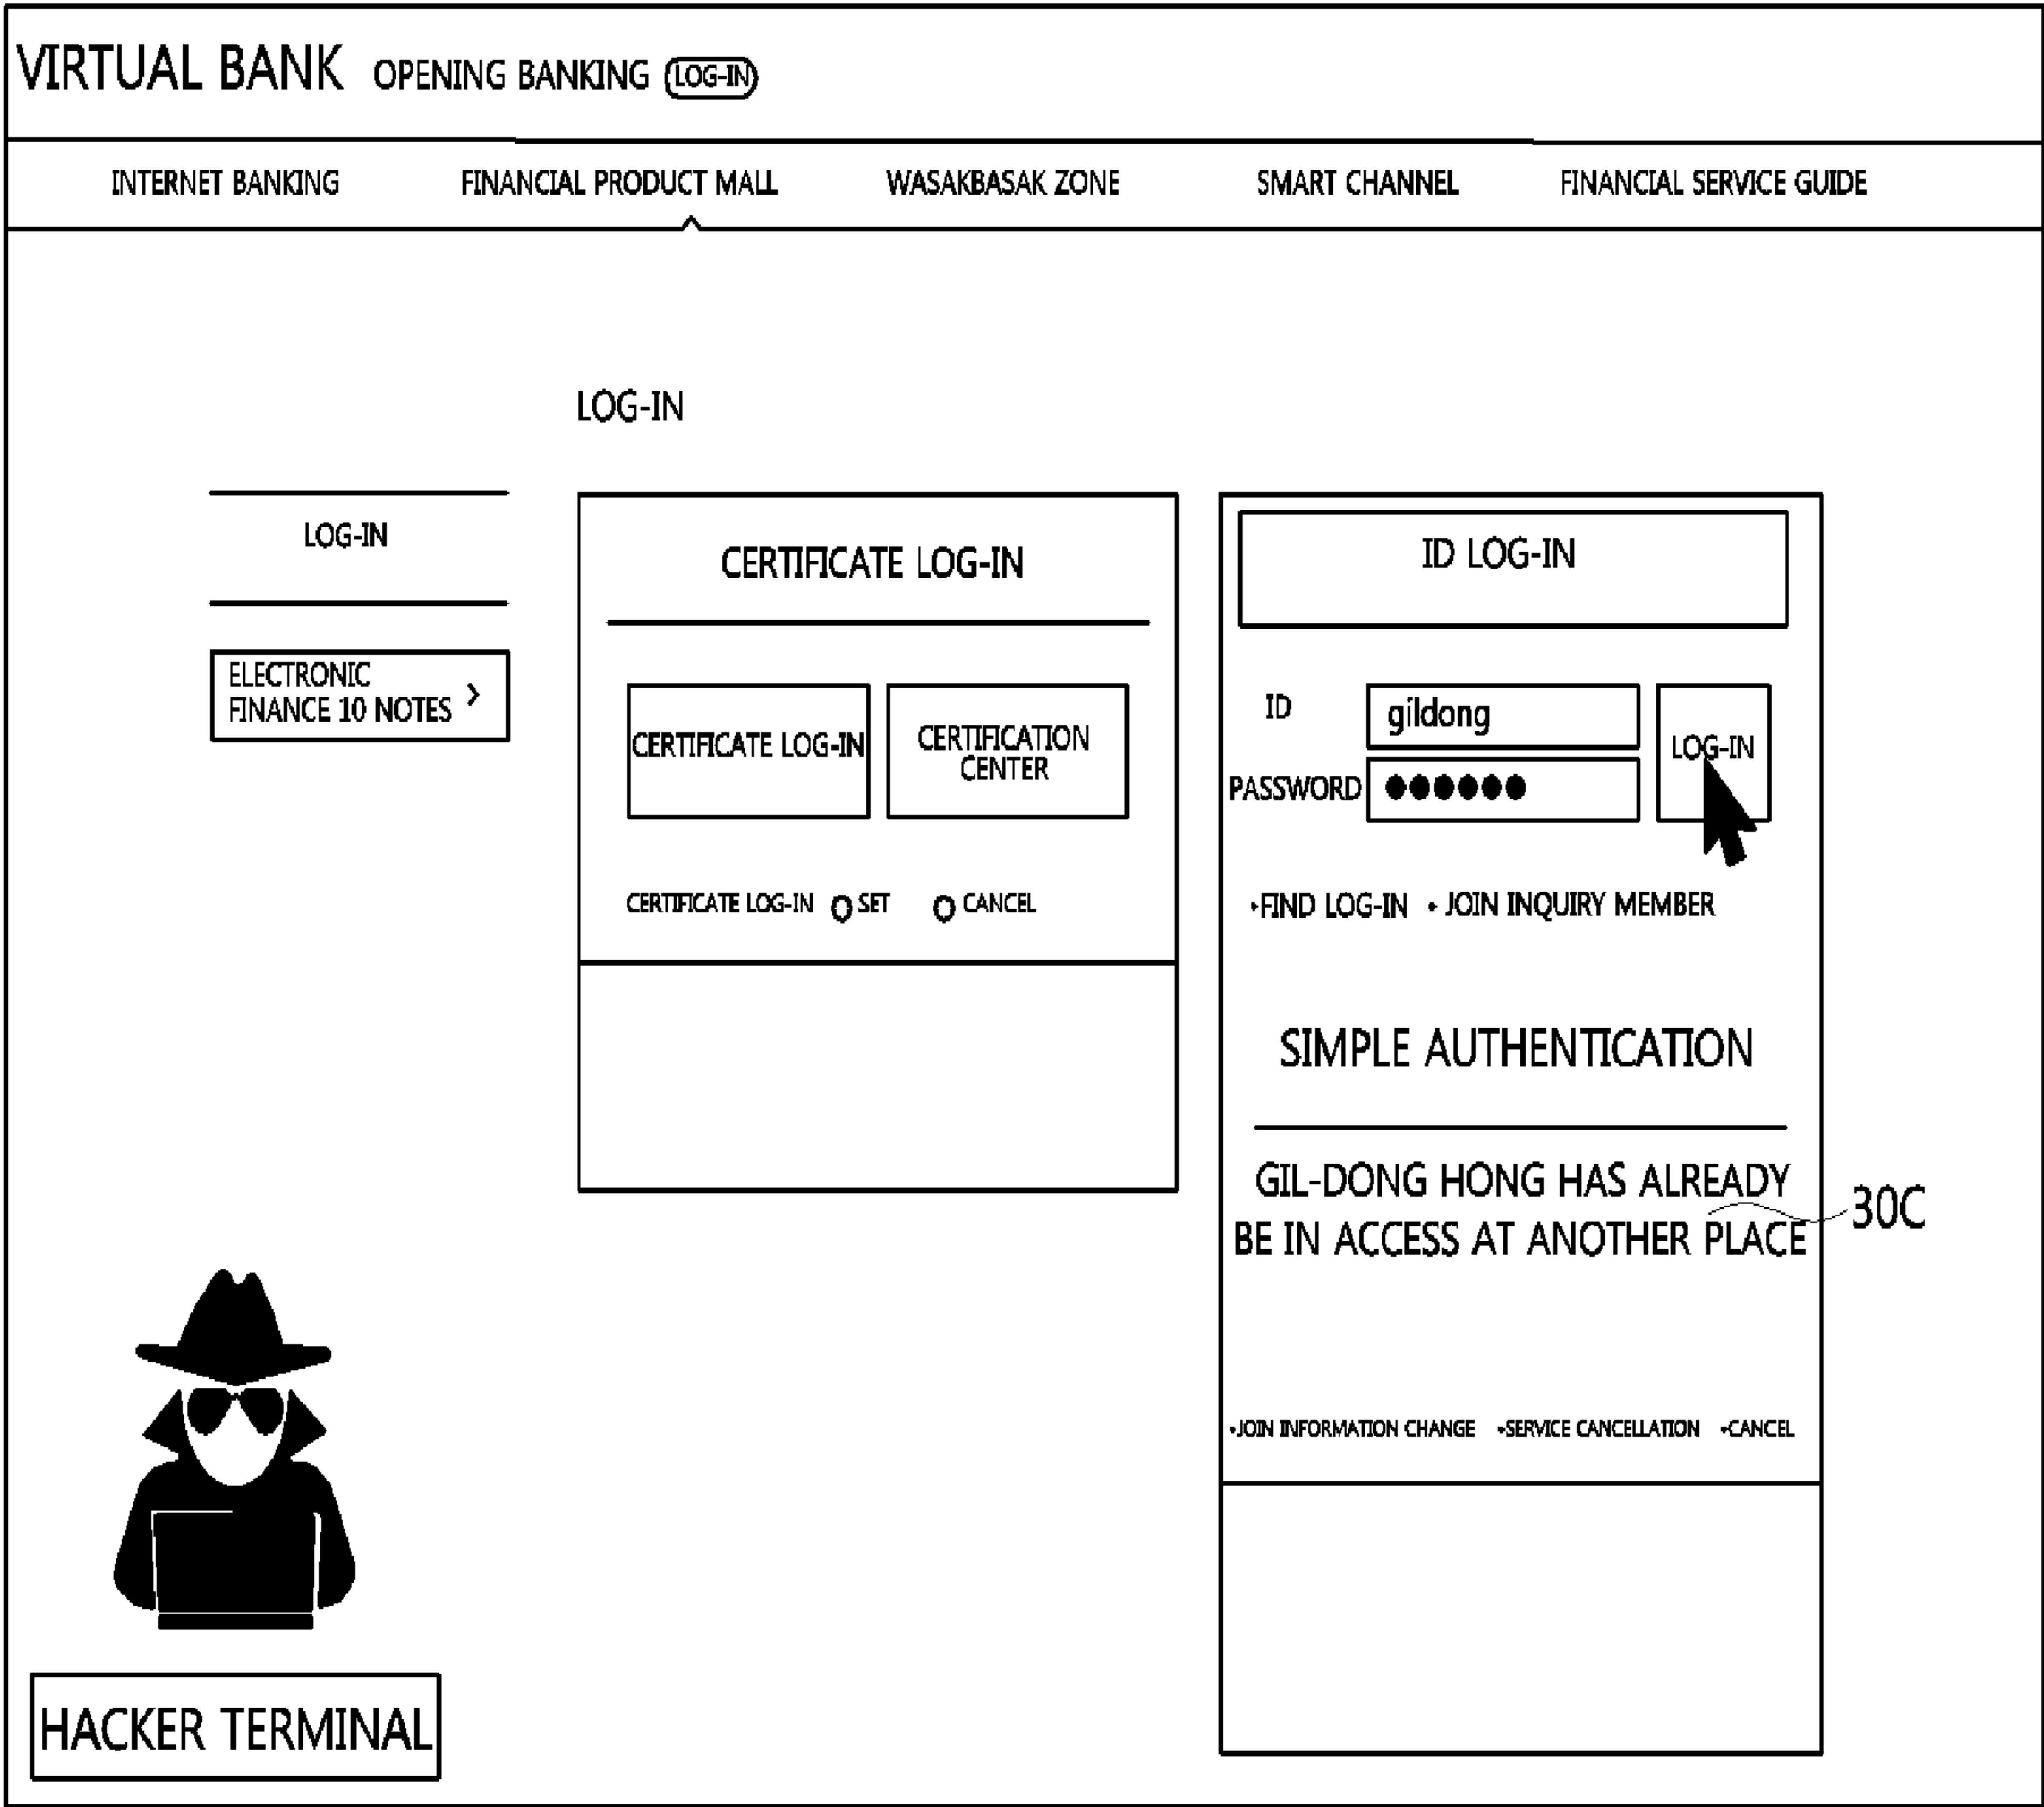 VIRTUAL BANK OPENING BANKING LOG-IN
INTERNET BANKING FINANCIAL PRODUCT MALL WASAKBASAK ZONE SMART CHANNEL FINANCIAL SERVICE GUIDE
LOG-IN
LOG-IN
ELECTRONIC
FINANCE 10 NOTES >
CERTIFICATE LOG-IN
CERTIFICATE LOG-IN
CERTIFICATION
CENTER
CERTIFICATE LOG-IN SET CANCEL
ID LOG-IN
ID gildong
PASSWORD ●●●●●●
LOG-IN
•FIND LOG-IN • JOIN INQUIRY MEMBER
SIMPLE AUTHENTICATION
GIL-DONG HONG HAS ALREADY
BE IN ACCESS AT ANOTHER PLACE
30C
•JOIN INFORMATION CHANGE •SERVICE CANCELLATION •CANCEL
HACKER TERMINAL